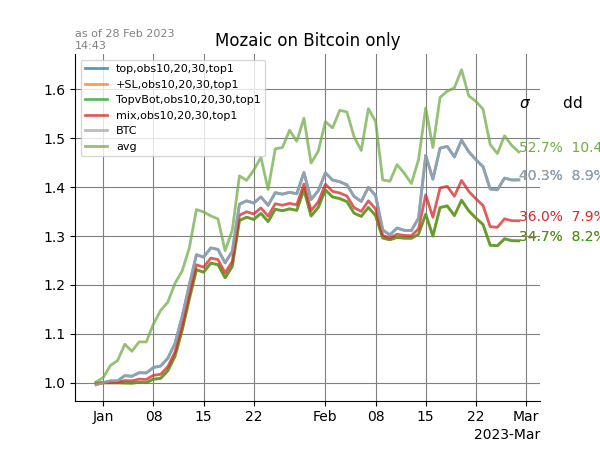 as of 28 Feb 2023
14:43
Mozaic on Bitcoin only
top,obs10,20,30,top1
+SL,obs10,20,30,top1
TopvBot,obs10,20,30,top1
mix,obs10,20,30,top1
BTC
avg
σ dd
52.7% 10.4
40.3% 8.9%
36.0% 7.9%
8.2%
1.6
1.5
1.4
1.3
1.2
1.1
1.0
Jan 08 15 22 Feb 08 15 22 Mar
2023-Mar